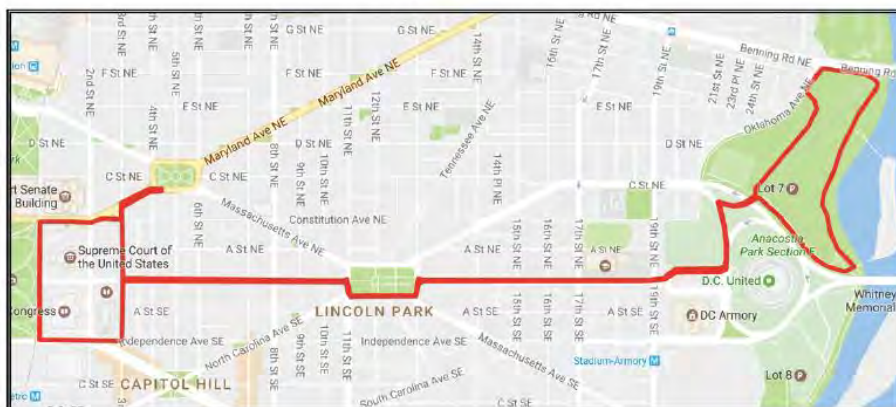 G St NE
G St NE
14th St NE
3rd St NE
5th St NE
F St NE
F St NE
F St NE
F St NE
Maryland Ave NE
16th St NE
17th St NE
Benning Rd NE
Benning Rd
2nd St NE
4th St NE
E St NE
E St NE
E St NE
11th St NE
12th St NE
19th St NE
21st St NE
23rd Pl NE
24th St NE
Oklahoma Ave NE
D St NE
Maryland Ave NE
D St NE
8th St NE
9th St NE
10th St NE
Tennessee Ave NE
14th Pl NE
D St NE
C St NE
C St NE
C St NE
C St NE
Lot 7
rt Senate
Building
6th St NE
Massachusetts Ave NE
Constitution Ave NE
15th St NE
16th St NE
17th St NE
19th St NE
Supreme Court of
the United States
A St NE
A St NE
A St NE
Anacostia
Park Section
D.C. United
Congress
A St SE
LINCOLN PARK
A St SE
15th St SE
16th St SE
17th St SE
19th St SE
DC Armory
Whitney
Memorial
Independence Ave SE
North Carolina Ave SE
8th St SE
9th St SE
10th St SE
11th St SE
Independence Ave SE
Massachusetts Ave SE
Stadium-Armory
CAPITOL HILL
C St SE
South Carolina Ave SE
C St SE
Lot 8